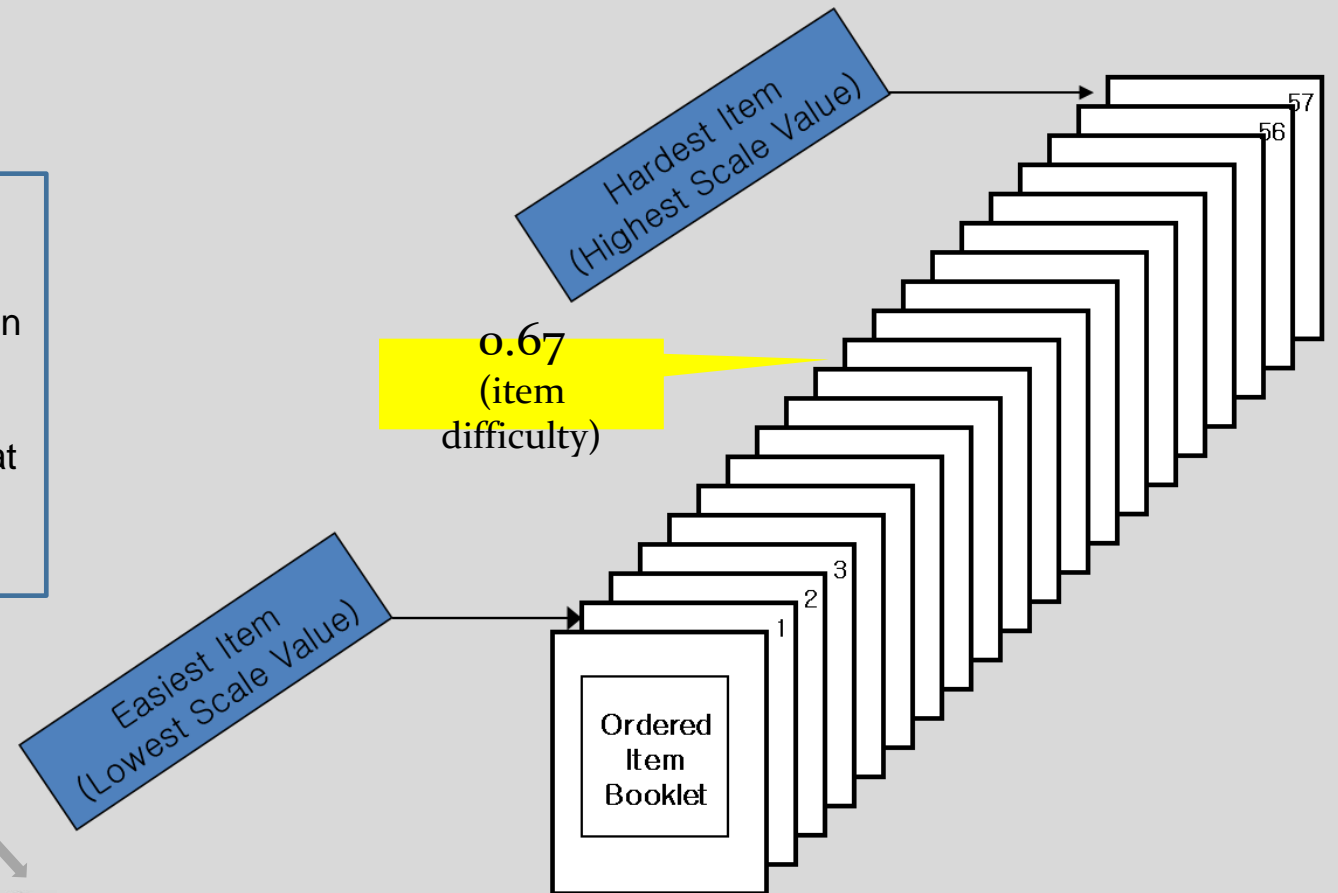 57
56
Hardest Item
(Highest Scale Value)
0.67
(item
difficulty)
3
2
1
Easiest Item
(Lowest Scale Value)
Ordered
Item
Booklet